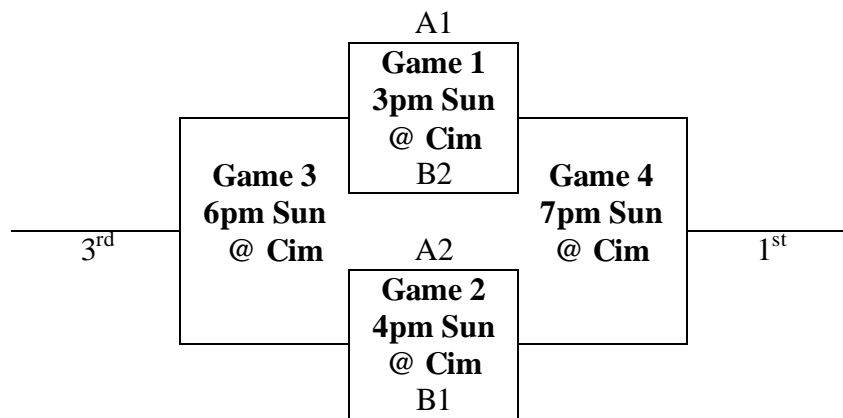 A1
Game 1
3pm Sun
@ Cim
B2
Game 3
6pm Sun
@ Cim
Game 4
7pm Sun
@ Cim
3rd
1st
A2
Game 2
4pm Sun
@ Cim
B1